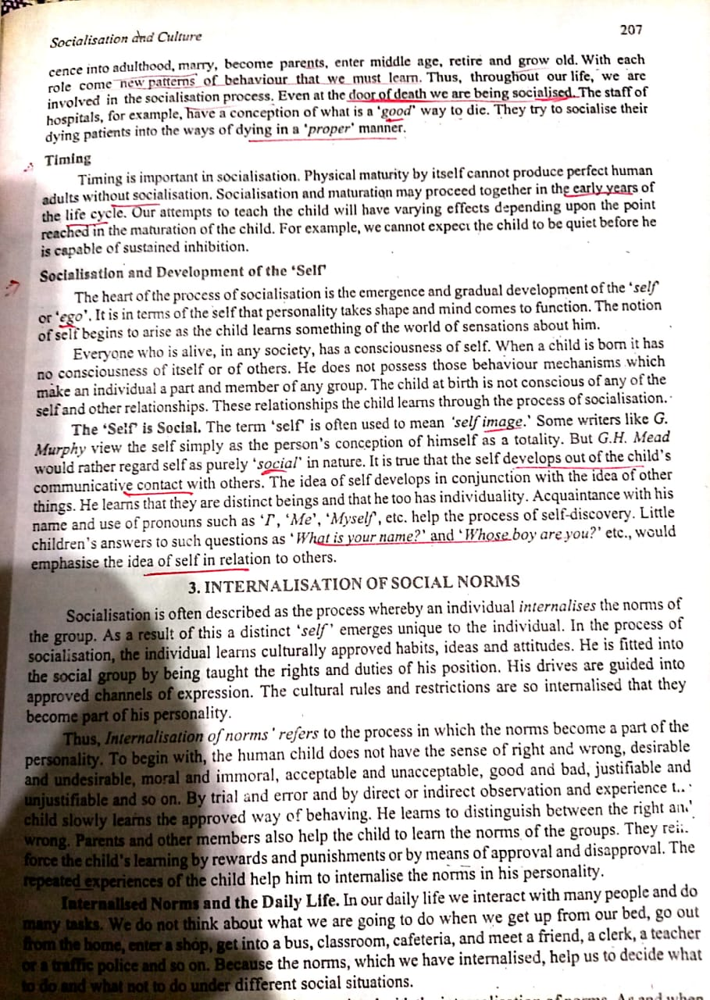 Socialisation and Culture 207
cence into adulthood, marry, become parents, enter middle age, retire and grow old. With each
role come new patterns of behaviour that we must learn. Thus, throughout our life, we are
involved in the socialisation process. Even at the door of death we are being socialised. The staff of
hospitals, for example, have a conception of what is a 'good' way to die. They try to socialise their
dying patients into the ways of dying in a 'proper' manner.
Timing
Timing is important in socialisation. Physical maturity by itself cannot produce perfect human
adults without socialisation. Socialisation and maturation may proceed together in the early years of
the life cycle. Our attempts to teach the child will have varying effects depending upon the point
reached in the maturation of the child. For example, we cannot expect the child to be quiet before he
is capable of sustained inhibition.
Socialisation and Development of the 'Self'
The heart of the process of socialisation is the emergence and gradual development of the 'self
or 'ego'. It is in terms of the self that personality takes shape and mind comes to function. The notion
of self begins to arise as the child learns something of the world of sensations about him.
Everyone who is alive, in any society, has a consciousness of self. When a child is born it has
no consciousness of itself or of others. He does not possess those behaviour mechanisms which
make an individual a part and member of any group. The child at birth is not conscious of any of the
self and other relationships. These relationships the child learns through the process of socialisation.
The 'Self' is Social. The term 'self' is often used to mean 'self image.' Some writers like G.
Murphy view the self simply as the person's conception of himself as a totality. But G.H. Mead
would rather regard self as purely 'social' in nature. It is true that the self develops out of the child's
communicative contact with others. The idea of self develops in conjunction with the idea of other
things. He learns that they are distinct beings and that he too has individuality. Acquaintance with his
name and use of pronouns such as 'I', 'Me', 'Myself', etc. help the process of self-discovery. Little
children's answers to such questions as 'What is your name?' and 'Whose boy are you?' etc., would
emphasise the idea of self in relation to others.
3. INTERNALISATION OF SOCIAL NORMS
Socialisation is often described as the process whereby an individual internalises the norms of
the group. As a result of this a distinct 'self' emerges unique to the individual. In the process of
socialisation, the individual learns culturally approved habits, ideas and attitudes. He is fitted into
the social group by being taught the rights and duties of his position. His drives are guided into
approved channels of expression. The cultural rules and restrictions are so internalised that they
become part of his personality.
Thus, Internalisation of norms' refers to the process in which the norms become a part of the
personality. To begin with, the human child does not have the sense of right and wrong, desirable
and undesirable, moral and immoral, acceptable and unacceptable, good and bad, justifiable and
unjustifiable and so on. By trial and error and by direct or indirect observation and experience
child slowly learns the approved way of behaving. He learns to distinguish between the right
wrong. Parents and other members also help the child to learn the norms of the groups. They
force the child's learning by rewards and punishments or by means of approval and disapproval. The
repeated experiences of the child help him to internalise the norms in his personality.
Internalised Norms and the Daily Life. In our daily life we interact with many people and do
many tasks. We do not think about what we are going to do when we get up from our bed, go out
from the home, enter a shop, get into a bus, classroom, cafeteria, and meet a friend, a clerk, a teacher
or a traffic police and so on. Because the norms, which we have internalised, help us to decide what
to do and what not to do under different social situations.